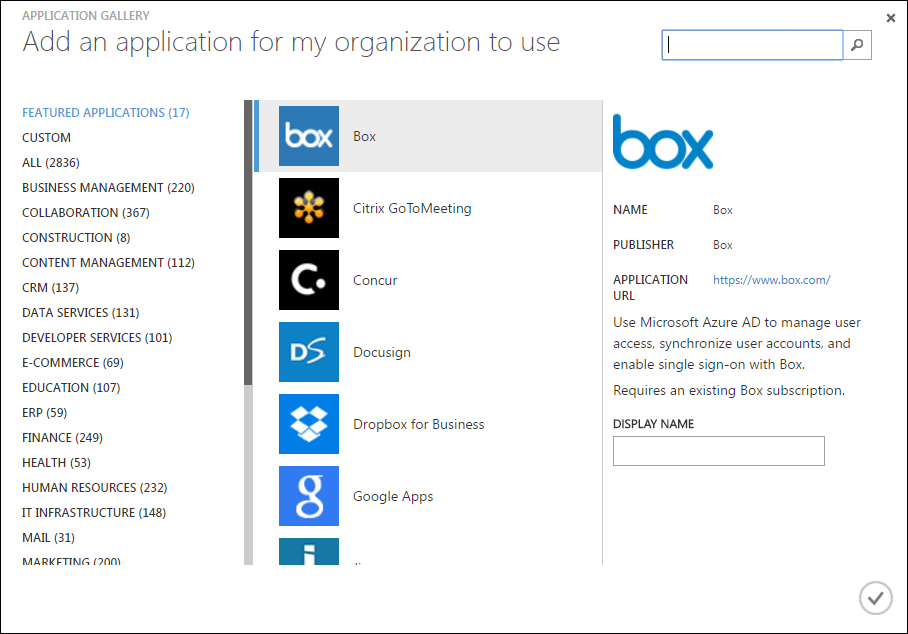 APPLICATION GALLERY
Add an application for my organization to use
FEATURED APPLICATIONS (17)
CUSTOM
ALL (2836)
BUSINESS MANAGEMENT (220)
COLLABORATION (367)
CONSTRUCTION (8)
CONTENT MANAGEMENT (112)
CRM (137)
DATA SERVICES (131)
DEVELOPER SERVICES (101)
E-COMMERCE (69)
EDUCATION (107)
ERP (59)
FINANCE (249)
HEALTH (53)
HUMAN RESOURCES (232)
IT INFRASTRUCTURE (148)
MAIL (31)
MARKETING (200)
box
Box
Citrix GoToMeeting
C
Concur
DS
Docusign
Dropbox for Business
g
Google Apps
box
NAME Box
PUBLISHER Box
APPLICATION https://www.box.com/
URL
Use Microsoft Azure AD to manage user
access, synchronize user accounts, and
enable single sign-on with Box.
Requires an existing Box subscription.
DISPLAY NAME